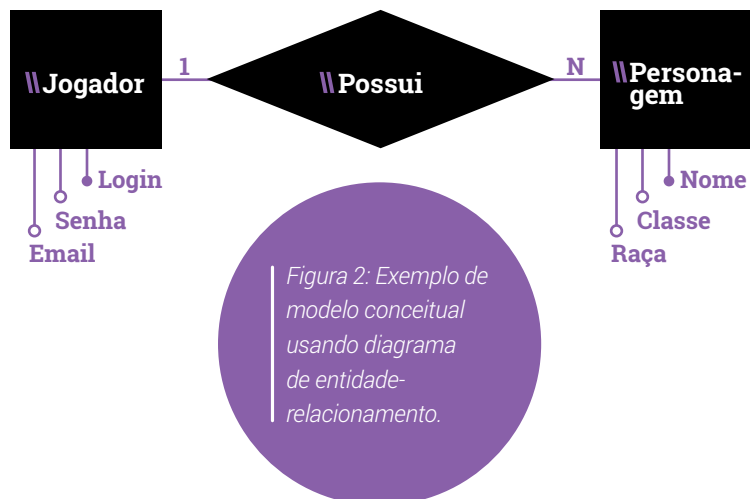 \\Jogador
1
\\Possui
N
\\Persona-
gem
Login
Senha
Email
Nome
Classe
Raça
Figura 2: Exemplo de
modelo conceitual
usando diagrama
de entidade-
relacionamento.